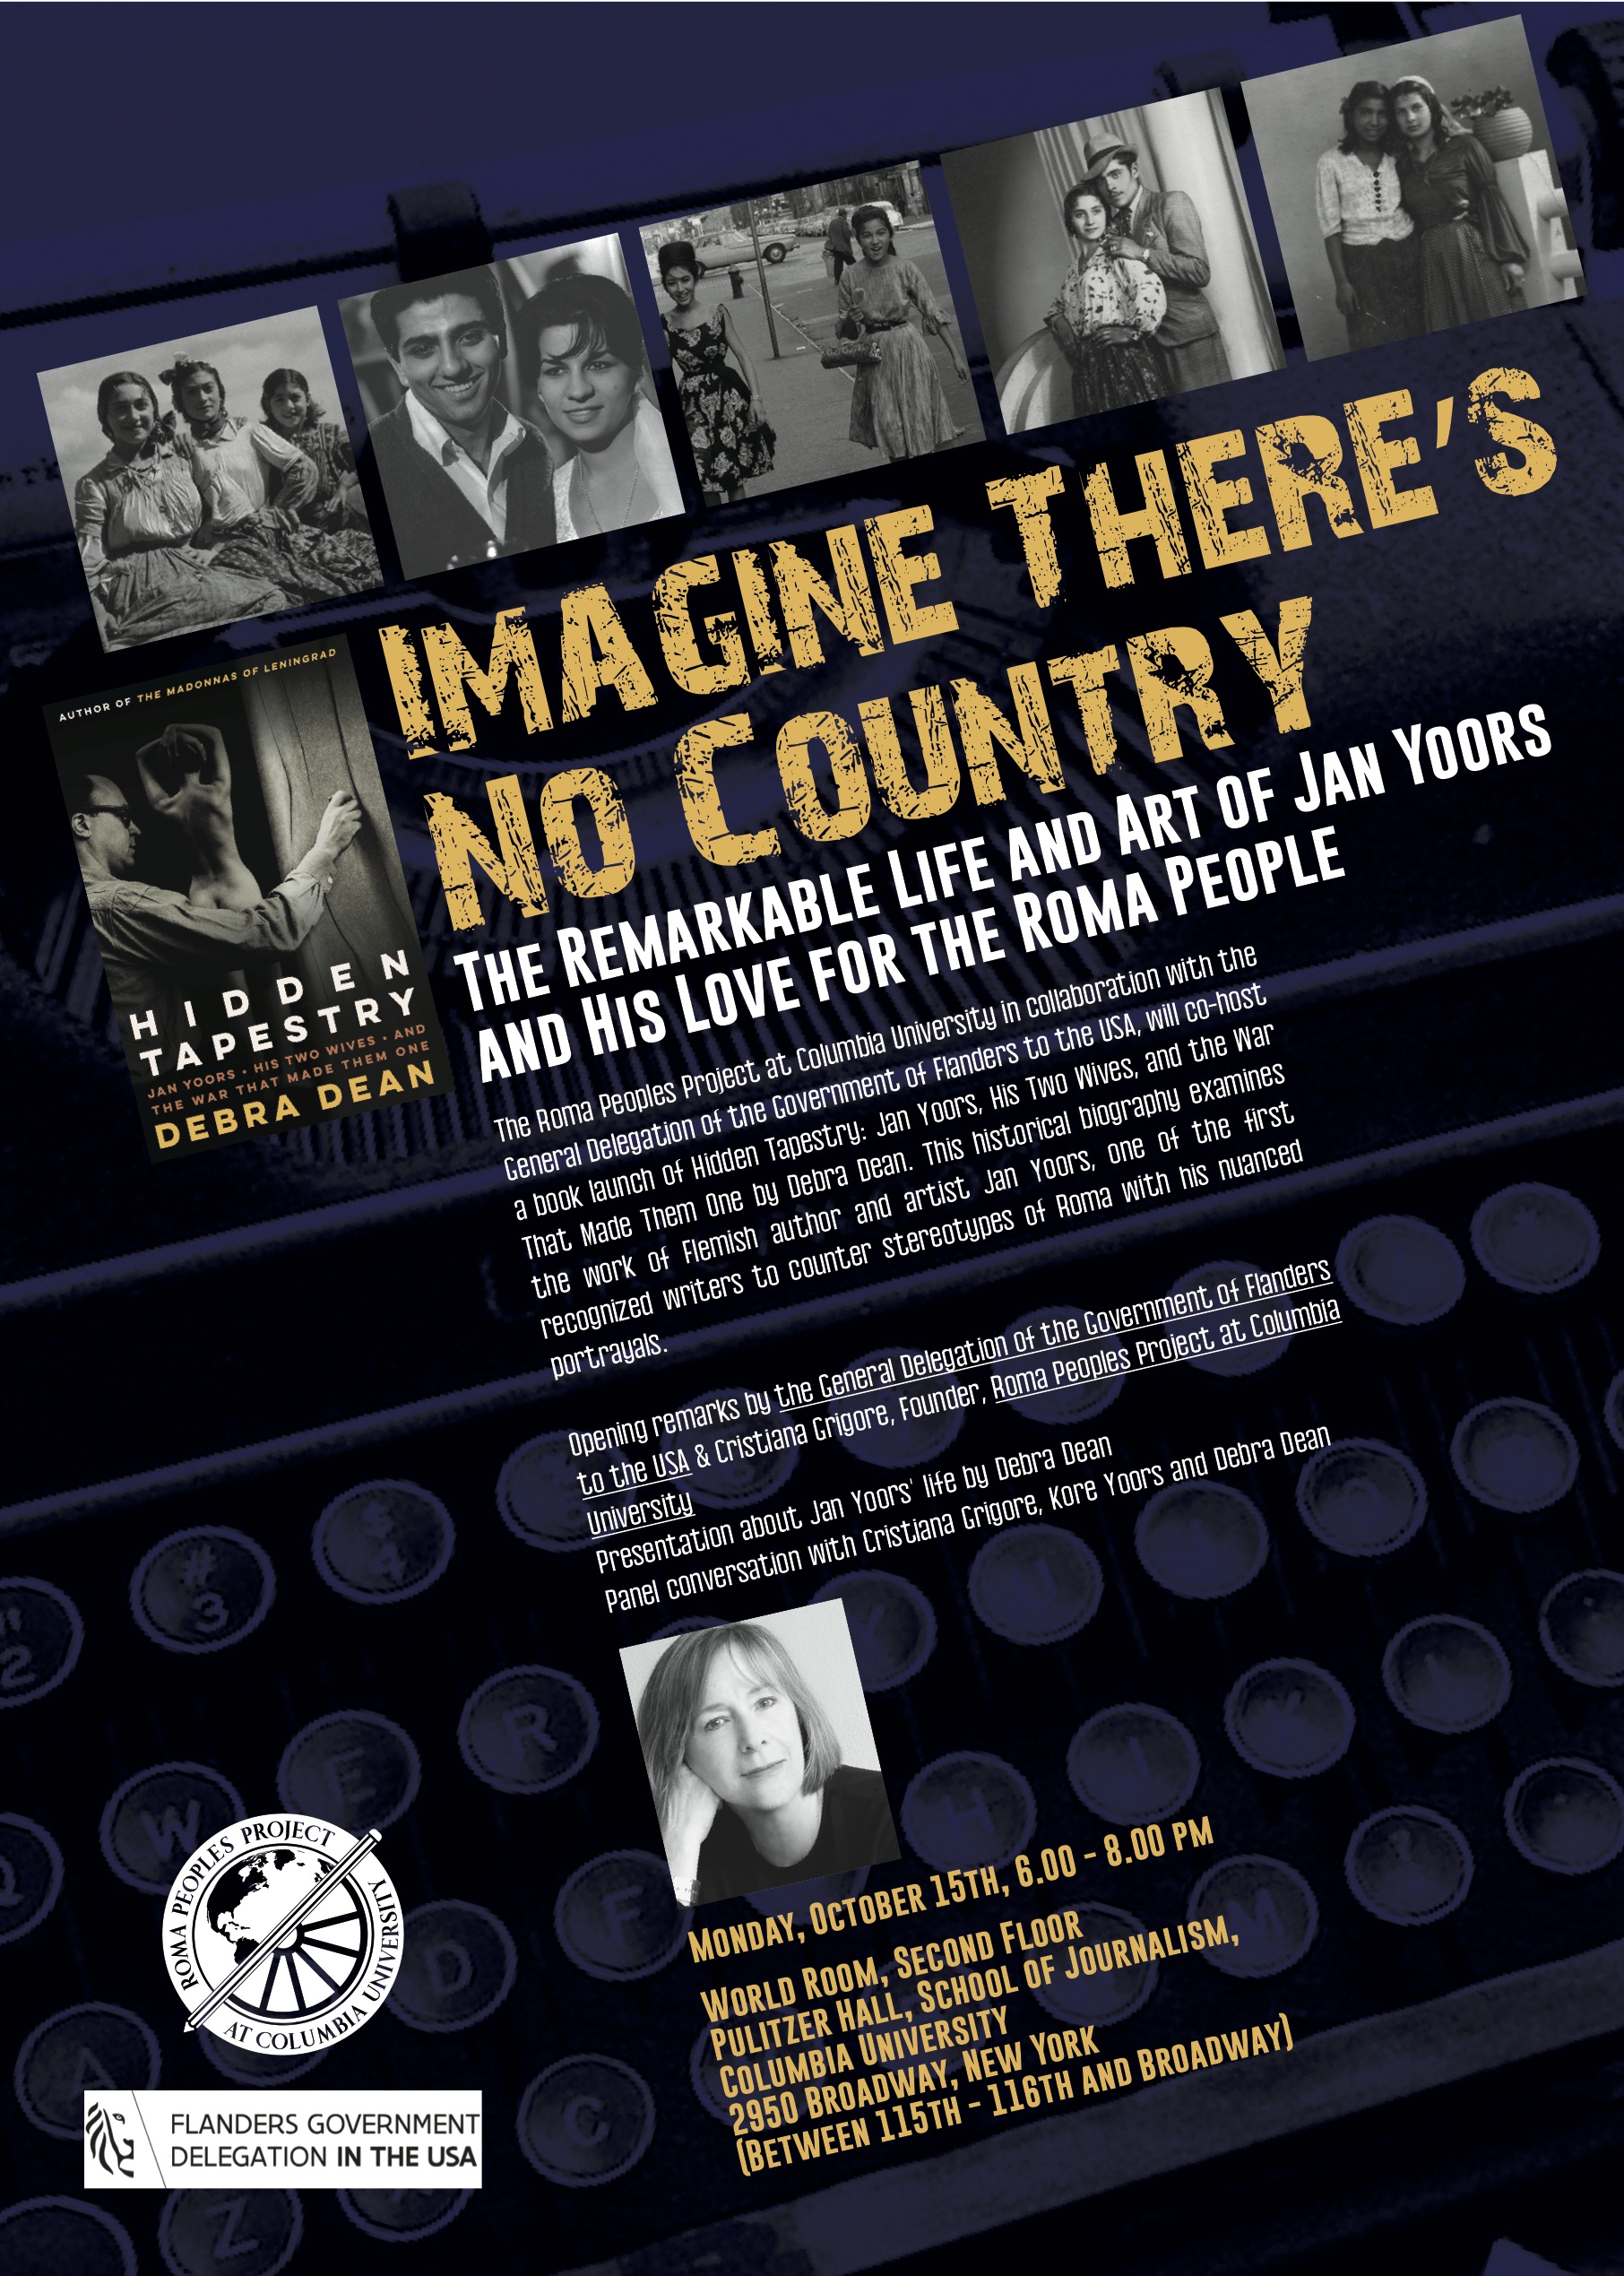 IMAGINE THERE'S
NO COUNTRY
THE REMARKABLE LIFE AND ART OF JAN YOORS
AND HIS LOVE FOR THE ROMA PEOPLE
AUTHOR OF THE MADONNAS OF LENINGRAD
HIDDEN
TAPESTRY
JAN YOORS · HIS TWO WIVES · AND
THE WAR THAT MADE THEM ONE
DEBRA DEAN
The Roma Peoples Project at Columbia University in collaboration with the
General Delegation of the Government of Flanders to the USA, will co-host
a book launch of Hidden Tapestry: Jan Yoors, His Two Wives, and the War
That Made Them One by Debra Dean. This historical biography examines
the work of Flemish author and artist Jan Yoors, one of the first
recognized writers to counter stereotypes of Roma with his nuanced
portrayals.
Opening remarks by the General Delegation of the Government of Flanders
to the USA & Cristiana Grigore, Founder, Roma Peoples Project at Columbia
University
Presentation about Jan Yoors' life by Debra Dean
Panel conversation with Cristiana Grigore, Kore Yoors and Debra Dean
MONDAY, OCTOBER 15TH, 6.00 - 8.00 PM
WORLD ROOM, SECOND FLOOR
PULITZER HALL, SCHOOL OF JOURNALISM,
COLUMBIA UNIVERSITY
2950 BROADWAY, NEW YORK
(BETWEEN 115TH - 116TH AND BROADWAY)
ROMA PEOPLES PROJECT
AT COLUMBIA UNIVERSITY
FLANDERS GOVERNMENT
DELEGATION IN THE USA
# 3
$ 4
" 2
W
E
R
Y
U
Q
A
D
F
H
J
K
L
Z
C
M